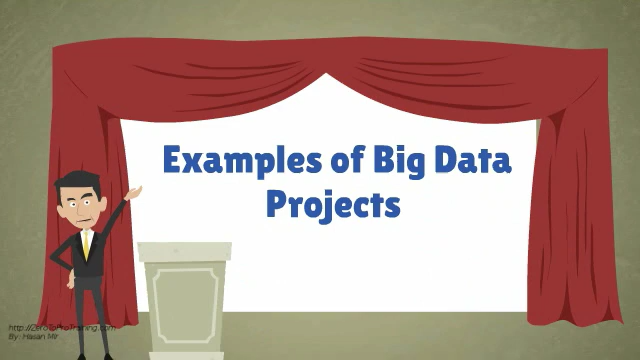 Examples of Big Data
Projects
http://ZeroToProTraining.com
By: Hasan Mir